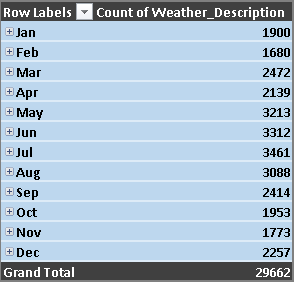 Row Labels Count of Weather_Description
Jan 1900
Feb 1680
Mar 2472
Apr 2139
May 3213
Jun 3312
Jul 3461
Aug 3088
Sep 2414
Oct 1953
Nov 1773
Dec 2257
Grand Total 29662